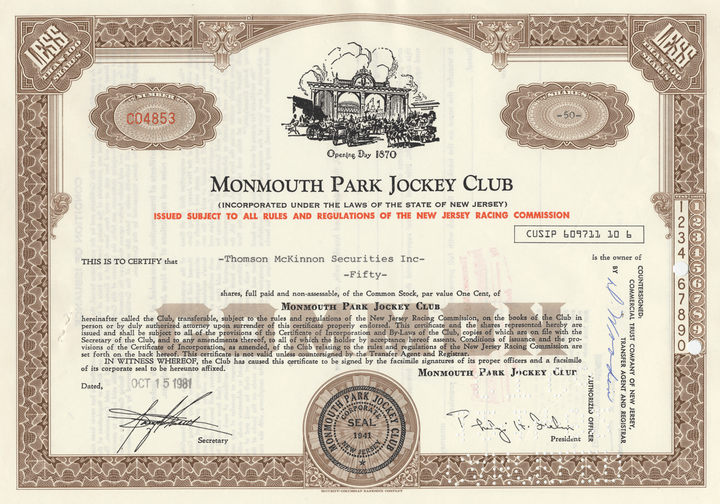 LESS
THAN 100
SHARES
LESS
THAN 100
SHARES
NUMBER
C04853
SHARES
-50-
Opening Day 1870
MONMOUTH PARK JOCKEY CLUB
(INCORPORATED UNDER THE LAWS OF THE STATE OF NEW JERSEY)
ISSUED SUBJECT TO ALL RULES AND REGULATIONS OF THE NEW JERSEY RACING COMMISSION
CUSIP 609711 10 6
THIS IS TO CERTIFY that
-Thomson McKinnon Securities Inc-
is the owner of
-Fifty-
shares, full paid and non-assessable, of the Common Stock, par value One Cent, of
MONMOUTH PARK JOCKEY CLUB
hereinafter called the Club, transferable, subject to the rules and regulations of the New Jersey Racing Commission, on the books of the Club in
person or by duly authorized attorney upon surrender of this certificate properly endorsed. This certificate and the shares represented hereby are
issued and shall be subject to all of the provisions of the Certificate of Incorporation and By-Laws of the Club, copies of which are on file with the
Secretary of the Club, and to any amendments thereto, to all of which the holder by acceptance hereof assents. Conditions of issuance and the pro-
visions of the Certificate of Incorporation, as amended, of the Club relating to the rules and regulations of the New Jersey Racing Commission are
set forth on the back hereof. This certificate is not valid unless countersigned by the Transfer Agent and Registrar.
IN WITNESS WHEREOF, the Club has caused this certificate to be signed by the facsimile signatures of its proper officers and a facsimile
of its corporate seal to be hereunto affixed.
MONMOUTH PARK JOCKEY CLUB
Dated,
OCT 15 1981
Secretary
MONMOUTH PARK JOCKEY CLUB
CORPORATE
SEAL
1941
NEW JERSEY
President
COUNTERSIGNED:
COMMERCIAL TRUST COMPANY OF NEW JERSEY,
TRANSFER AGENT AND REGISTRAR
BY
AUTHORIZED OFFICER
1 2 3 4 6 7 8 9 0